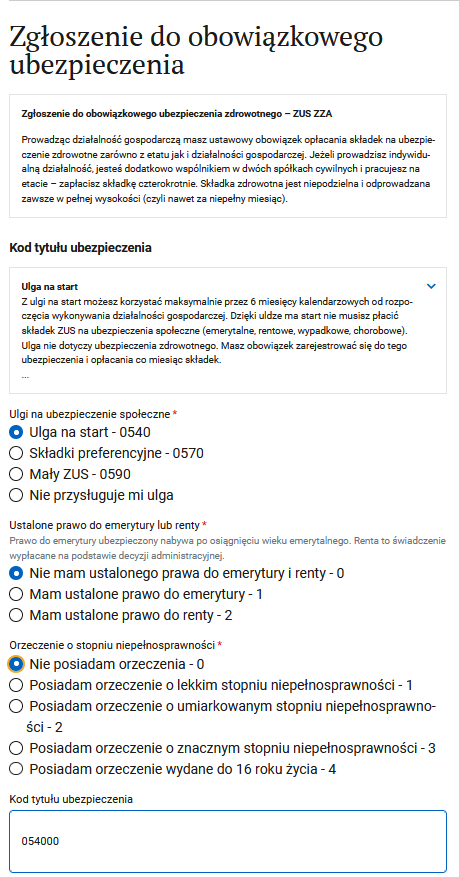 Zgłoszenie do obowiązkowego
ubezpieczenia
Zgłoszenie do obowiązkowego ubezpieczenia zdrowotnego – ZUS ZZA
Prowadząc działalność gospodarczą masz ustawowy obowiązek opłacania składek na ubezpie-
czenie zdrowotne zarówno z etatu jak i działalności gospodarczej. Jeżeli prowadzisz indywidu-
alną działalność, jesteś dodatkowo wspólnikiem w dwóch spółkach cywilnych i pracujesz na
etacie – zapłacisz składkę czterokrotnie. Składka zdrowotna jest niepodzielna i odprowadzana
zawsze w pełnej wysokości (czyli nawet za niepełny miesiąc).
Kod tytułu ubezpieczenia
Ulga na start
Z ulgi na start możesz korzystać maksymalnie przez 6 miesięcy kalendarzowych od rozpo-
częcia wykonywania działalności gospodarczej. Dzięki uldze ma start nie musisz płacić
składek ZUS na ubezpieczenia społeczne (emerytalne, rentowe, wypadkowe, chorobowe).
Ulga nie dotyczy ubezpieczenia zdrowotnego. Masz obowiązek zarejestrować się do tego
ubezpieczenia i opłacania co miesiąc składek.
...
Ulgi na ubezpieczenie społeczne *
Ulga na start - 0540
Składki preferencyjne - 0570
Mały ZUS - 0590
Nie przysługuje mi ulga
Ustalone prawo do emerytury lub renty *
Prawo do emerytury ubezpieczony nabywa po osiągnięciu wieku emerytalnego. Renta to świadczenie
wypłacane na podstawie decyzji administracyjnej.
Nie mam ustalonego prawa do emerytury i renty - 0
Mam ustalone prawo do emerytury - 1
Mam ustalone prawo do renty - 2
Orzeczenie o stopniu niepełnosprawności *
Nie posiadam orzeczenia - 0
Posiadam orzeczenie o lekkim stopniu niepełnosprawności - 1
Posiadam orzeczenie o umiarkowanym stopniu niepełnosprawno-
ści - 2
Posiadam orzeczenie o znacznym stopniu niepełnosprawności - 3
Posiadam orzeczenie wydane do 16 roku życia - 4
Kod tytułu ubezpieczenia
054000